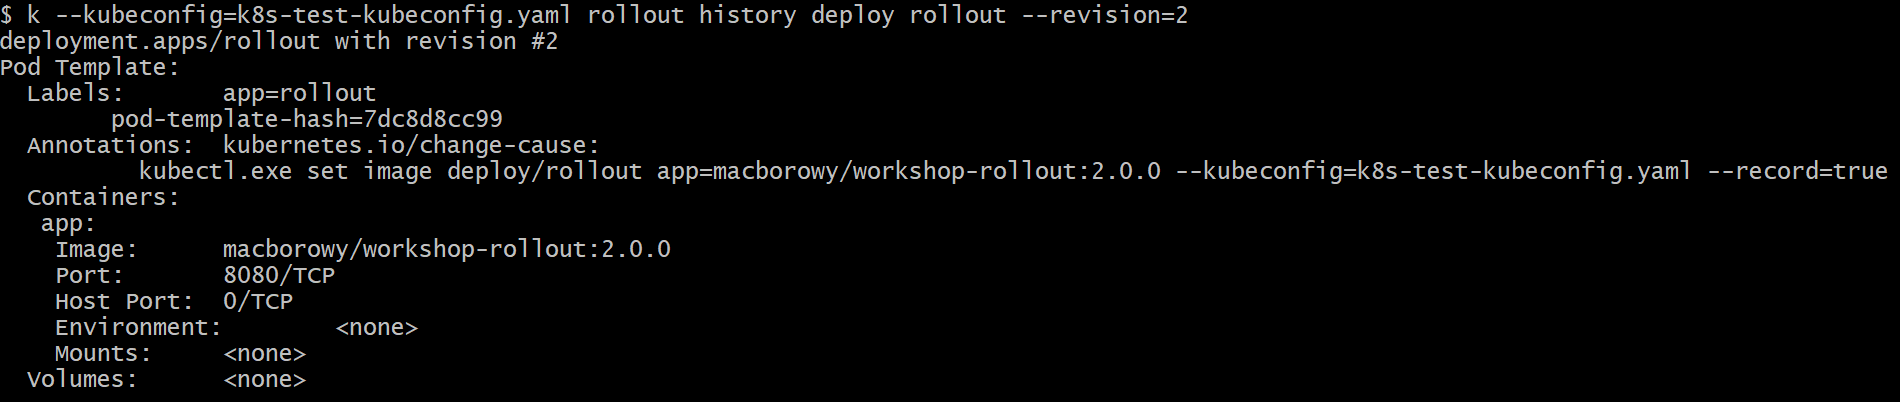 $ k --kubeconfig=k8s-test-kubeconfig.yaml rollout history deploy rollout --revision=2
deployment.apps/rollout with revision #2
Pod Template:
  Labels:       app=rollout
        pod-template-hash=7dc8d8cc99
  Annotations:  kubernetes.io/change-cause:
          kubectl.exe set image deploy/rollout app=macborowy/workshop-rollout:2.0.0 --kubeconfig=k8s-test-kubeconfig.yaml --record=true
  Containers:
   app:
    Image:      macborowy/workshop-rollout:2.0.0
    Port:       8080/TCP
    Host Port:  0/TCP
    Environment:        <none>
    Mounts:     <none>
  Volumes:      <none>